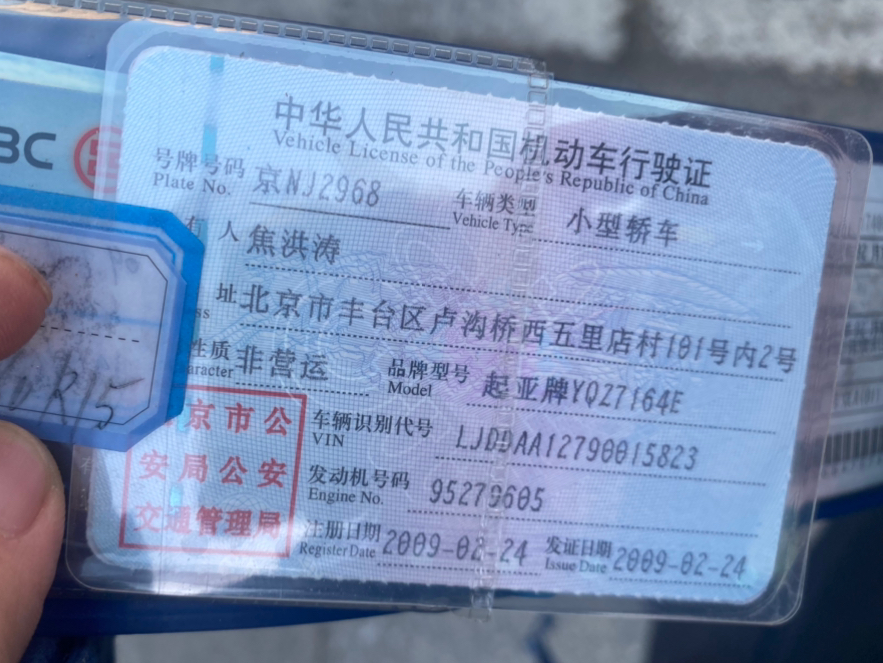 BC
中华人民共和国机动车行驶证
Vehicle License of the People's Republic of China
号牌号码 京NJ2968 车辆类型 小型轿车
Plate No. Vehicle Type
人 焦洪涛
址 北京市丰台区卢沟桥西五里店村101号内2号
性质 非营运 品牌型号 起亚牌YQZ7164E
Model
京市公 车辆识别代号 LJDDAA12790015823
VIN
安局公安 发动机号码 95279605
Engine No.
交通管理局 注册日期 2009-02-24 发证日期 2009-02-24
Register Date Issue Date
R15